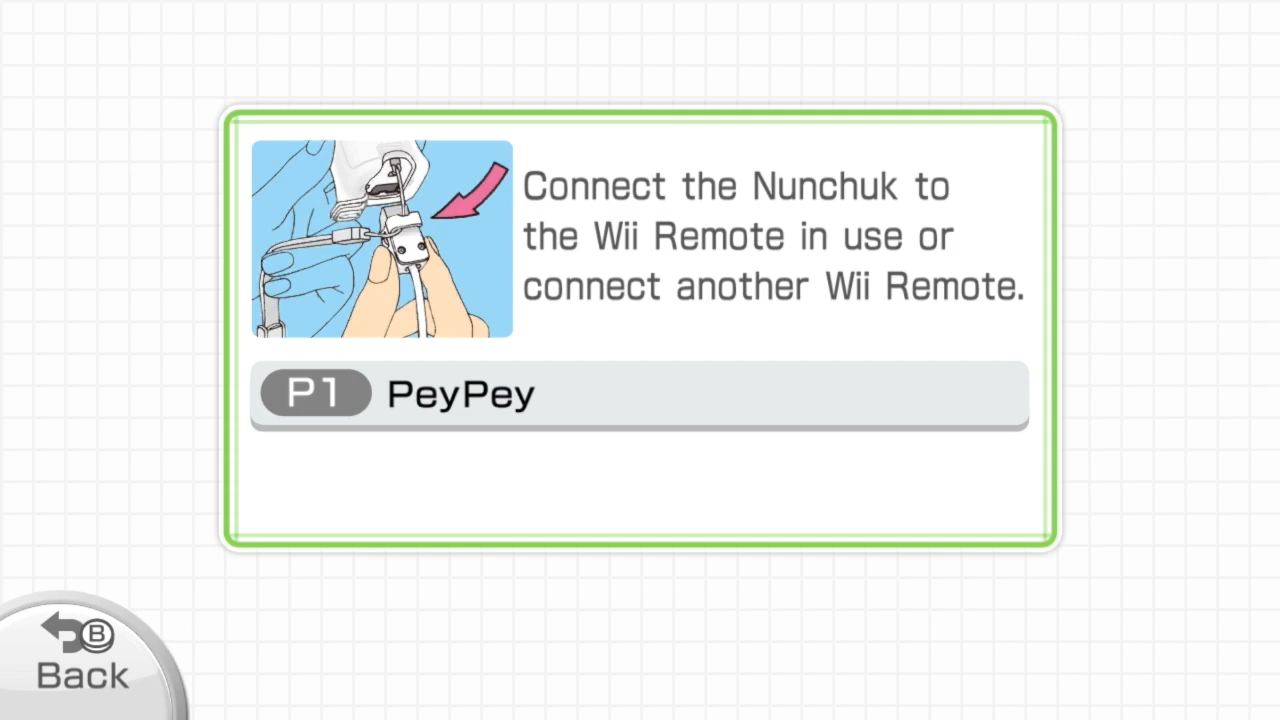 Connect the Nunchuk to
the Wii Remote in use or
connect another Wii Remote.
P1 PeyPey
B
Back